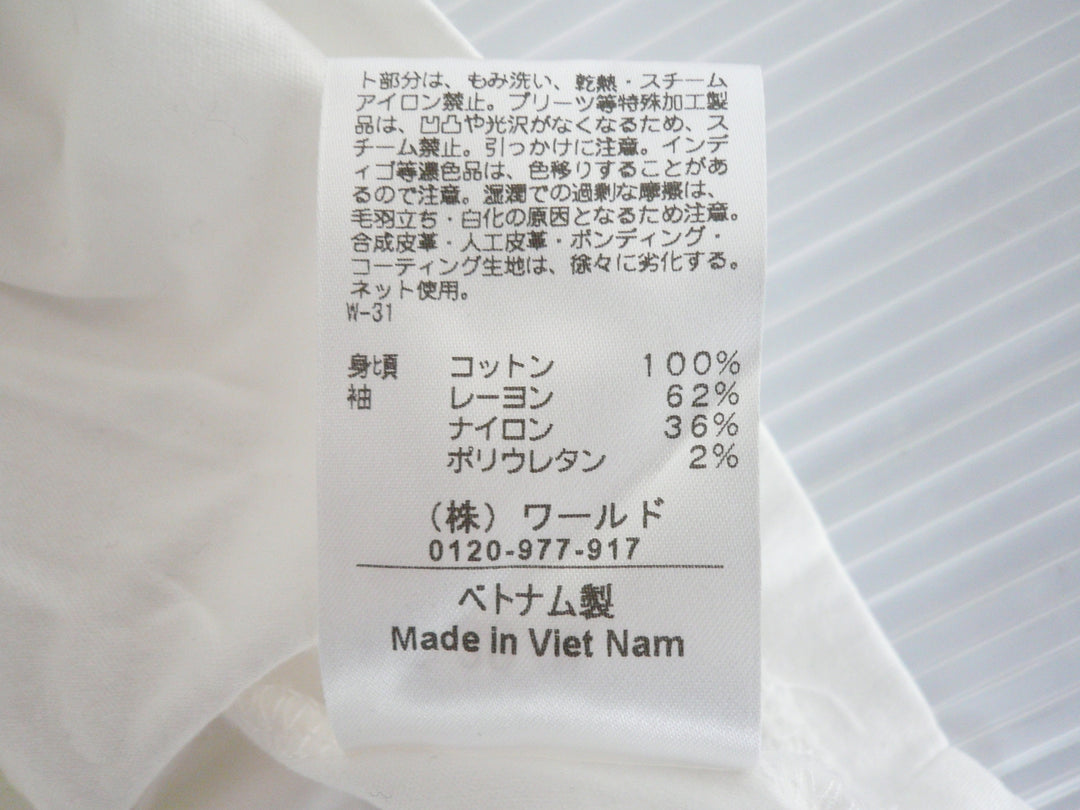 ト部分は、もみ洗い、乾熱・スチーム
アイロン禁止。プリーツ等特殊加工製
品は、凹凸や光沢がなくなるため、ス
チーム禁止。引っかけに注意。インデ
ィゴ等濃色品は、色移りすることがあ
るので注意。湿潤での過剰な摩擦は、
毛羽立ち・白化の原因となるため注意。
合成皮革・人工皮革・ボンディング・
コーティング生地は、徐々に劣化する。
ネット使用。
W-31
身頃 コットン 100%
袖 レーヨン 62%
ナイロン 36%
ポリウレタン 2%
（株）ワールド
0120-977-917
ベトナム製
Made in Viet Nam